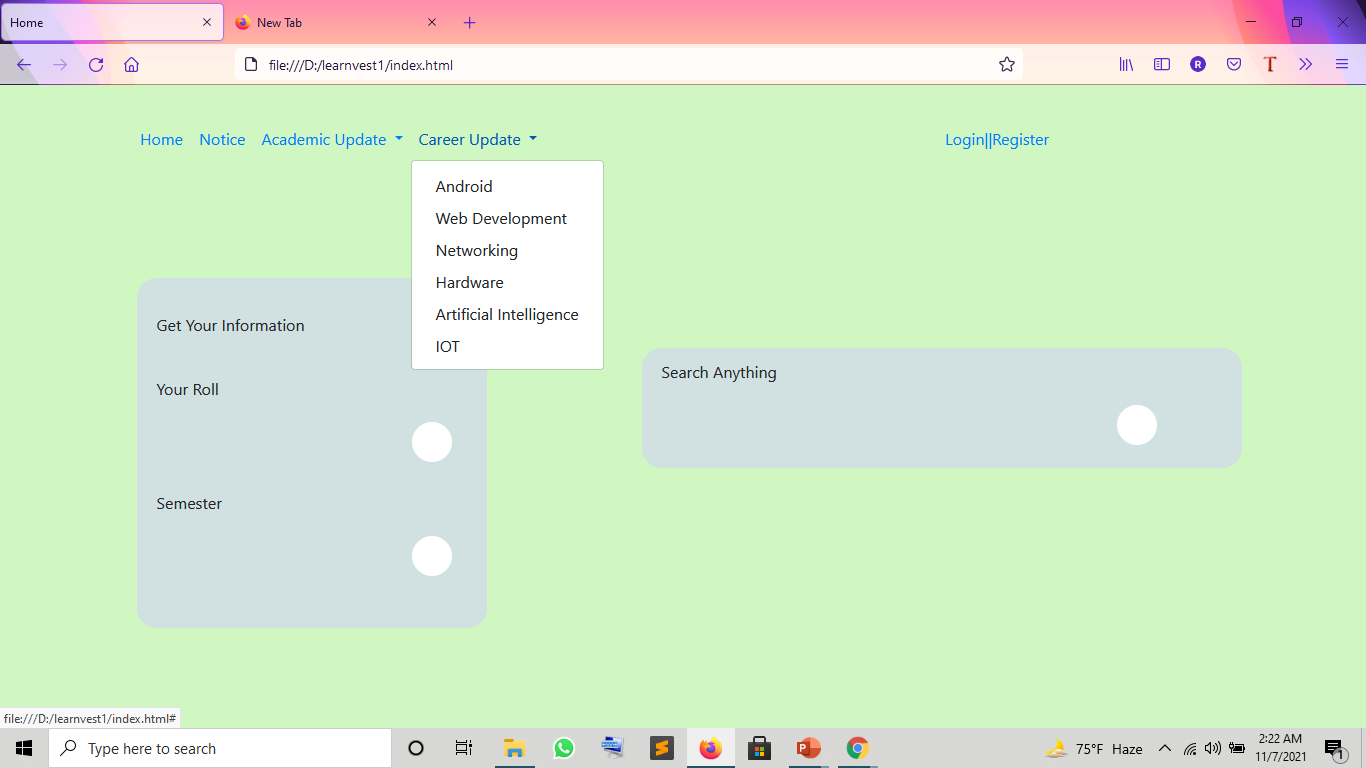 Home
New Tab
file:///D:/learnvest1/index.html
R
T
Home Notice Academic Update Career Update Login||Register
Android
Web Development
Networking
Hardware
Artificial Intelligence
IOT
Get Your Information
Your Roll
Semester
Search Anything
file:///D:/learnvest1/index.html#
Type here to search
75°F Haze
2:22 AM
11/7/2021
1